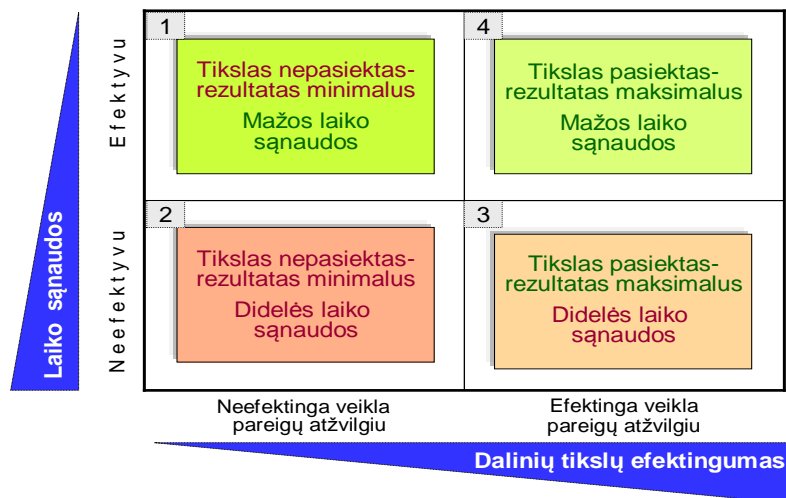 Laiko sąnaudos
Efektyvu
Neefektyvu
1
Tikslas nepasiektas-
rezultatas minimalus
Mažos laiko
sąnaudos
4
Tikslas pasiektas-
rezultatas maksimalus
Mažos laiko
sąnaudos
2
Tikslas nepasiektas-
rezultatas minimalus
Didelės laiko
sąnaudos
3
Tikslas pasiektas-
rezultatas maksimalus
Didelės laiko
sąnaudos
Neefektinga veikla
pareigų atžvilgiu
Efektinga veikla
pareigų atžvilgiu
Dalinių tikslų efektingumas